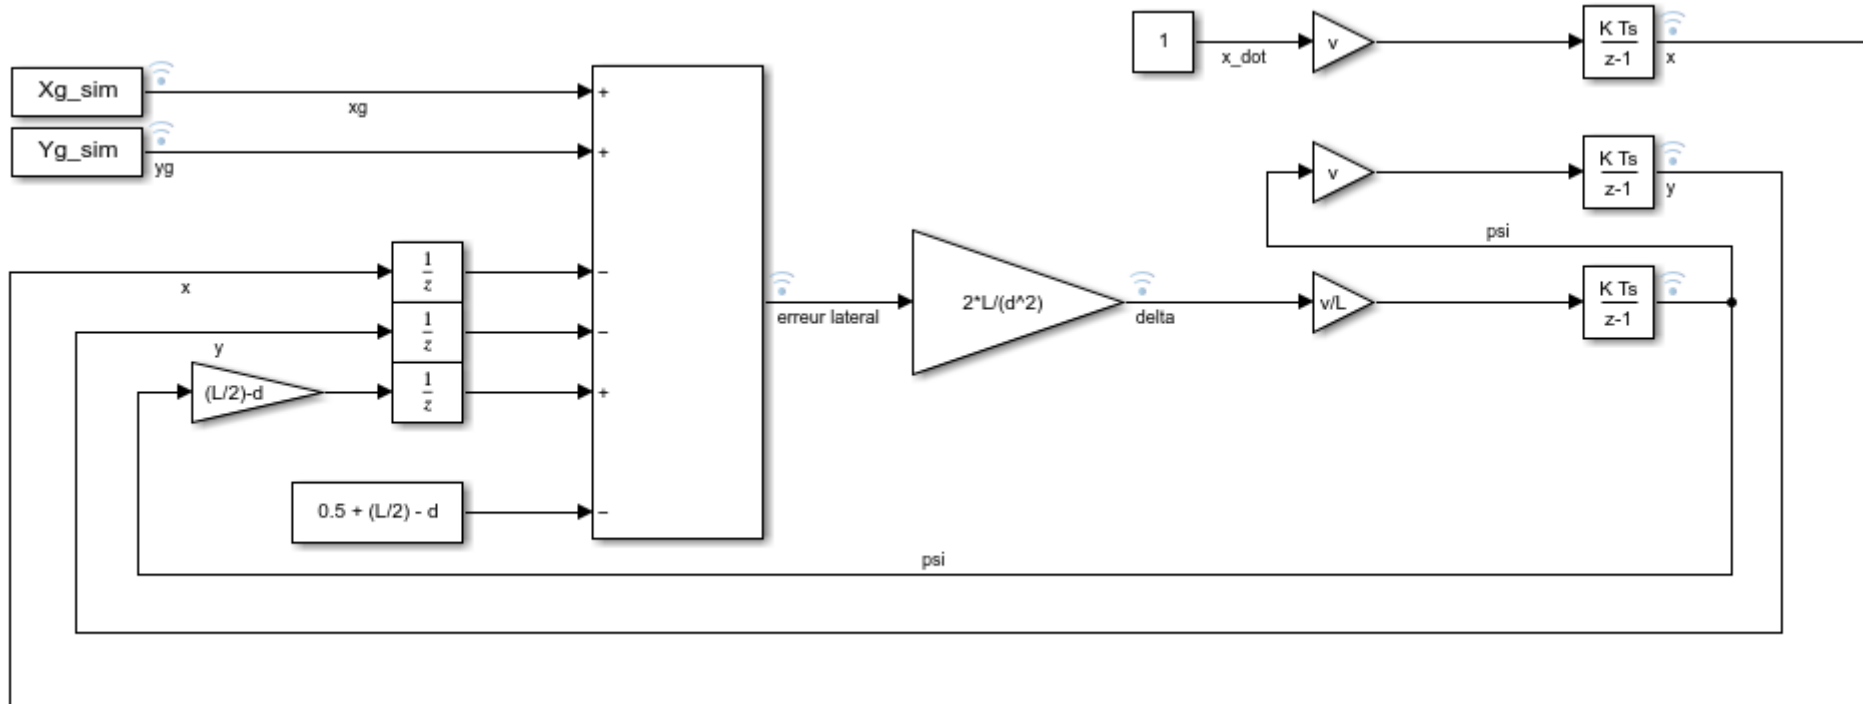 1
x_dot
v
K Ts
z-1
x
Xg_sim
xg
Yg_sim
yg
+
+
v
K Ts
z-1
y
psi
x
1
z
−
y
1
z
−
(L/2)-d
1
z
+
erreur lateral
2*L/(d^2)
delta
v/L
K Ts
z-1
0.5 + (L/2) - d
−
psi